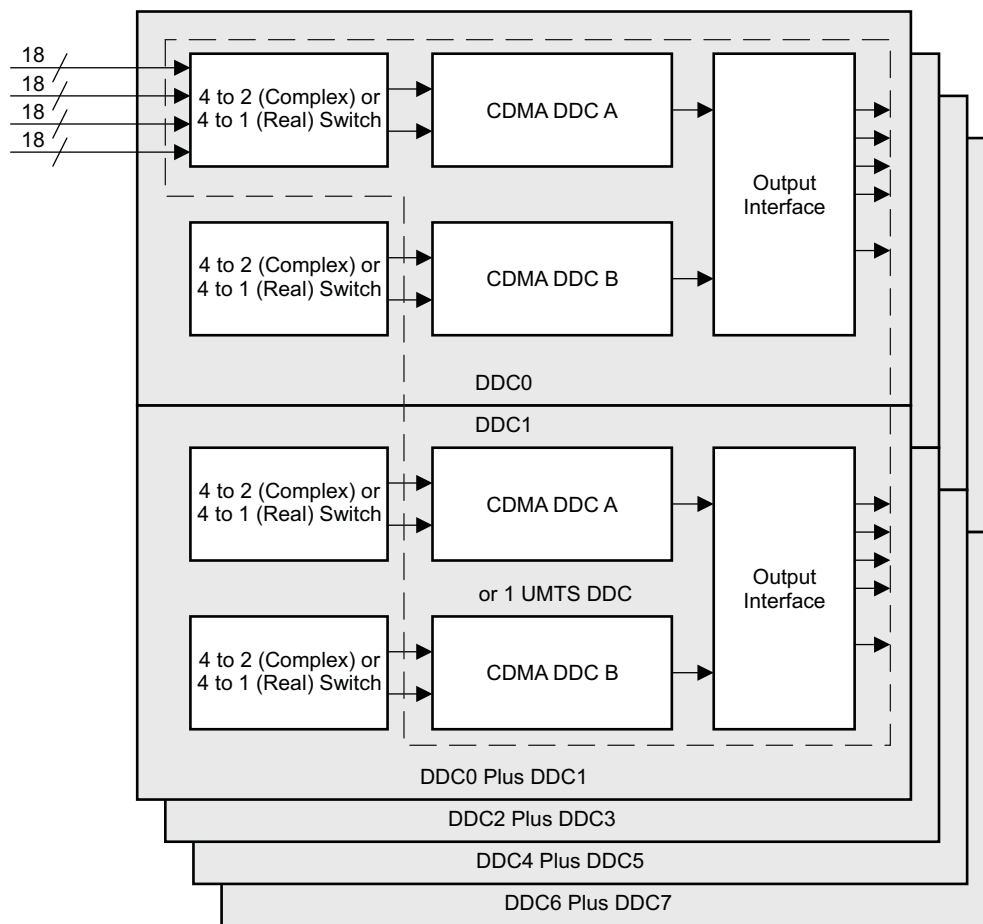 18
18
18
18
4 to 2 (Complex) or
4 to 1 (Real) Switch
CDMA DDC A
Output
Interface
4 to 2 (Complex) or
4 to 1 (Real) Switch
CDMA DDC B
DDC0
DDC1
4 to 2 (Complex) or
4 to 1 (Real) Switch
CDMA DDC A
or 1 UMTS DDC
Output
Interface
4 to 2 (Complex) or
4 to 1 (Real) Switch
CDMA DDC B
DDC0 Plus DDC1
DDC2 Plus DDC3
DDC4 Plus DDC5
DDC6 Plus DDC7